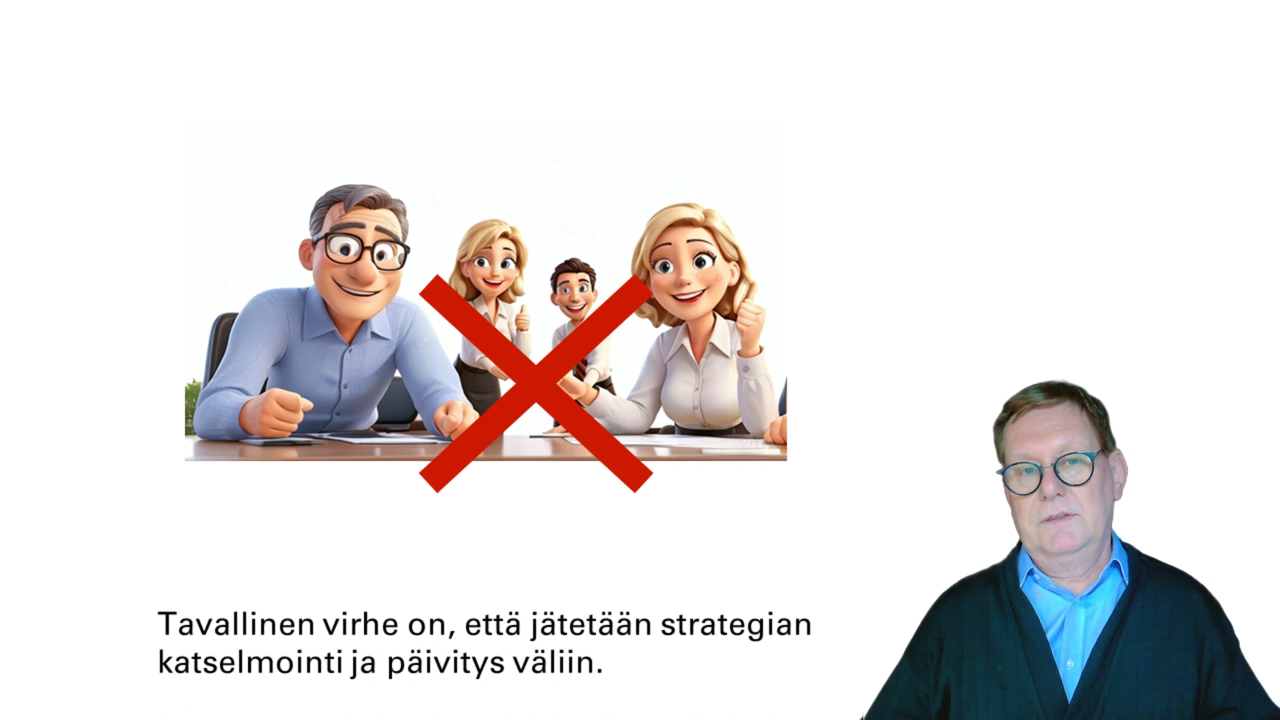 Tavallinen virhe on, että jätetään strategian
katselmointi ja päivitys väliin.